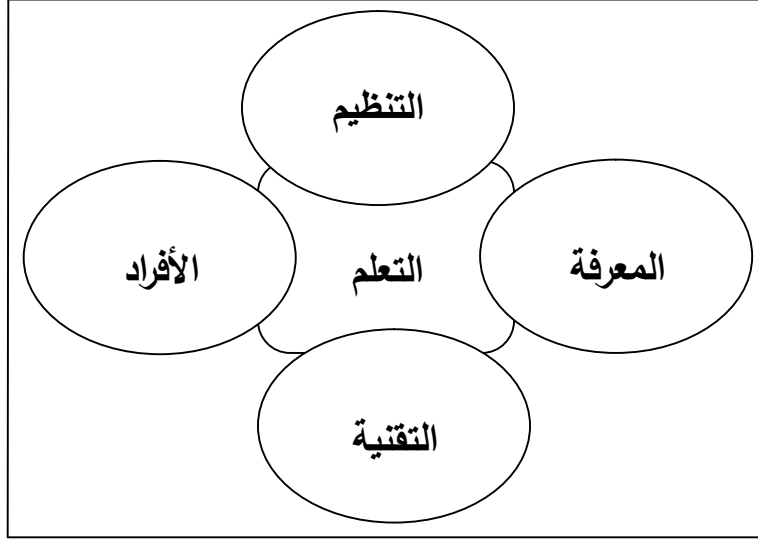 التنظيم
المعرفة
التعلم
الأفراد
التقنية